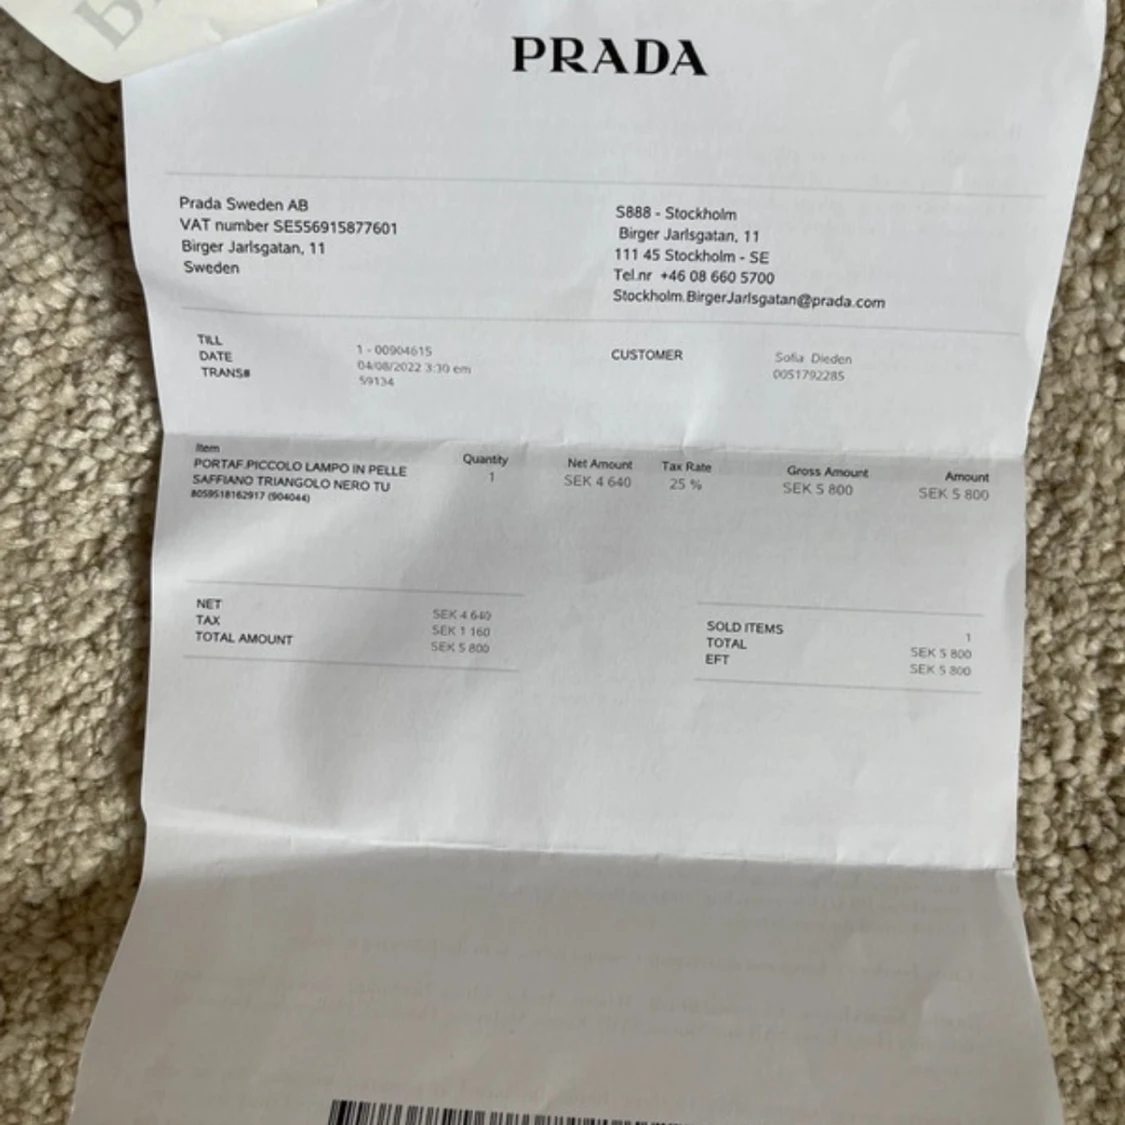 PRADA
Prada Sweden AB
VAT number SE556915877601
Birger Jarlsgatan, 11
Sweden
S888 - Stockholm
Birger Jarlsgatan, 11
111 45 Stockholm - SE
Tel.nr +46 08 660 5700
Stockholm.BirgerJarlsgatan@prada.com
TILL 1 - 00904615
DATE 04/08/2022 3:30 em
TRANS# 59134
CUSTOMER Sofia Dieden
0051792285
Item Quantity Net Amount Tax Rate Gross Amount Amount
PORTAF.PICCOLO LAMPO IN PELLE 1 SEK 4 640 25 % SEK 5 800 SEK 5 800
SAFFIANO TRIANGOLO NERO TU
8059518162917 (904044)
NET SEK 4 640
TAX SEK 1 160
TOTAL AMOUNT SEK 5 800
SOLD ITEMS 1
TOTAL SEK 5 800
EFT SEK 5 800